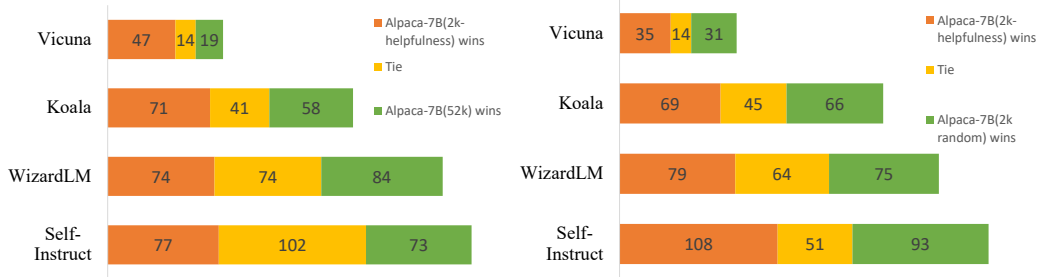 Vicuna
47 14 19
Koala
71 41 58
WizardLM
74 74 84
Self-
Instruct
77 102 73
Alpaca-7B(2k-
helpfulness) wins
Tie
Alpaca-7B(52k) wins
Vicuna
35 14 31
Koala
69 45 66
WizardLM
79 64 75
Self-
Instruct
108 51 93
Alpaca-7B(2k-
helpfulness) wins
Tie
Alpaca-7B(2k
random) wins